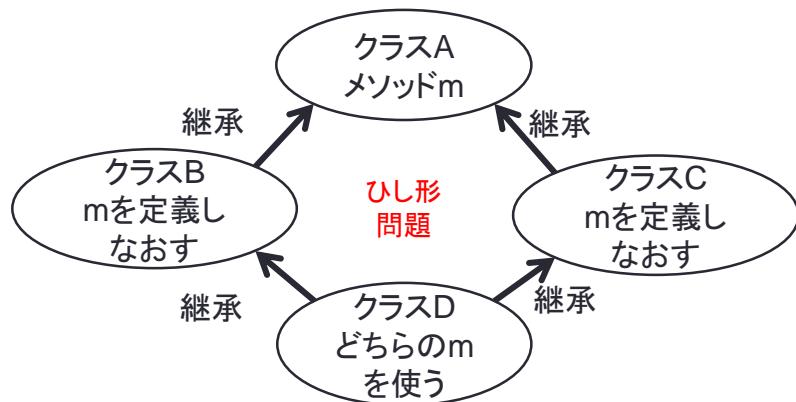 クラスA
メソッドm
継承
継承
クラスB
mを定義し
なおす
ひし形
問題
クラスC
mを定義し
なおす
継承
継承
クラスD
どちらのm
を使う